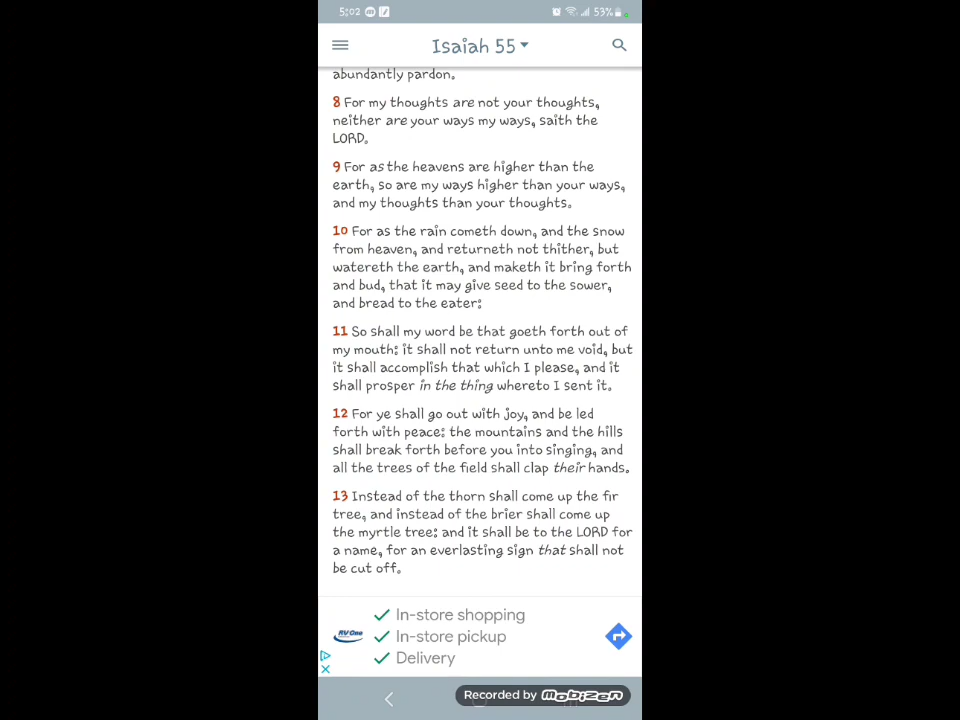 5:02 53%
Isaiah 55
abundantly pardon.
8 For my thoughts are not your thoughts,
neither are your ways my ways, saith the
LORD.
9 For as the heavens are higher than the
earth, so are my ways higher than your ways,
and my thoughts than your thoughts.
10 For as the rain cometh down, and the snow
from heaven, and returneth not thither, but
watereth the earth, and maketh it bring forth
and bud, that it may give seed to the sower,
and bread to the eater:
11 So shall my word be that goeth forth out of
my mouth: it shall not return unto me void, but
it shall accomplish that which I please, and it
shall prosper in the thing whereto I sent it.
12 For ye shall go out with joy, and be led
forth with peace: the mountains and the hills
shall break forth before you into singing, and
all the trees of the field shall clap their hands.
13 Instead of the thorn shall come up the fir
tree, and instead of the brier shall come up
the myrtle tree: and it shall be to the LORD for
a name, for an everlasting sign that shall not
be cut off.
In-store shopping
RV One
In-store pickup
Delivery
Recorded by mobizen